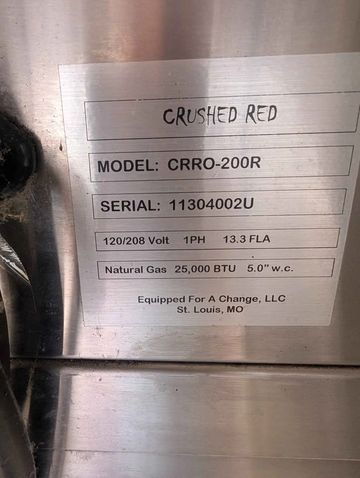 CRUSHED RED
MODEL: CRRO-200R
SERIAL: 11304002U
120/208 Volt 1PH 13.3 FLA
Natural Gas 25,000 BTU 5.0" w.c.
Equipped For A Change, LLC
St. Louis, MO